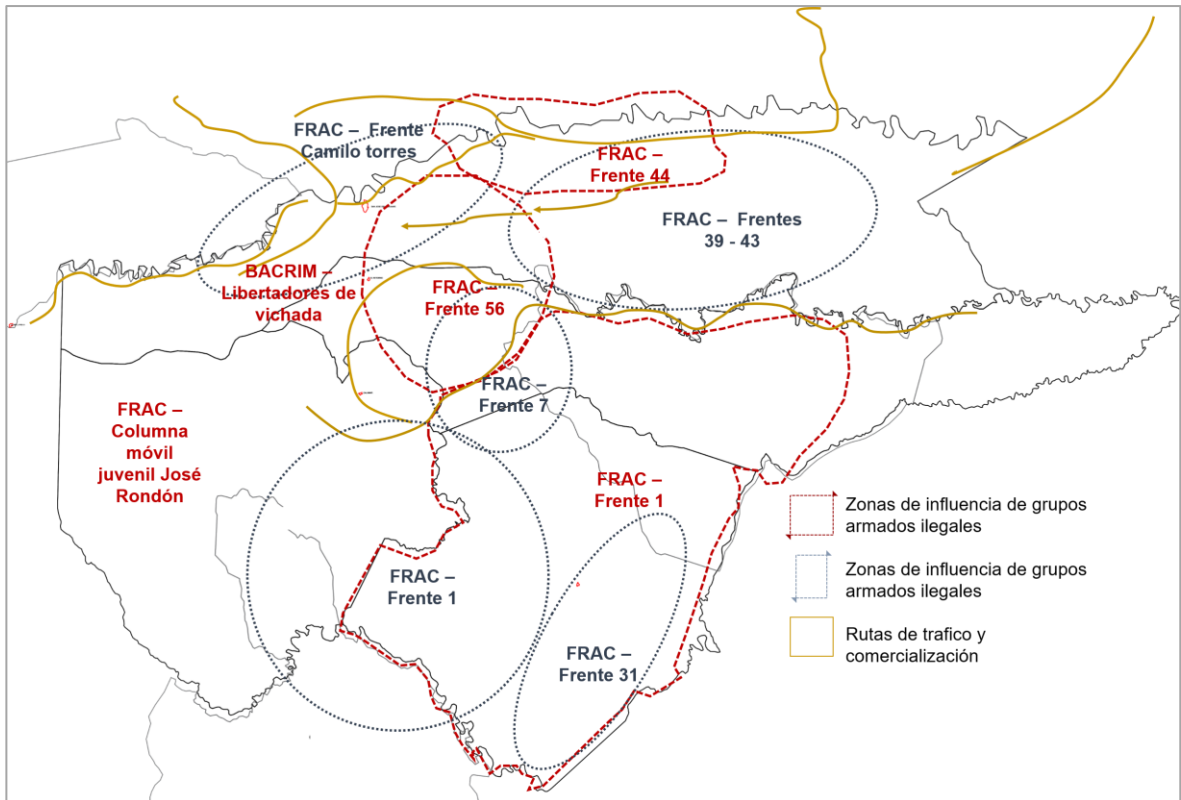 FRAC – Frente
Camilo torres
FRAC –
Frente 44
FRAC – Frentes
39 - 43
BACRIM –
Libertadores de
vichada
FRAC –
Frente 56
FRAC –
Frente 7
FRAC –
Columna
móvil
juvenil José
Rondón
FRAC –
Frente 1
FRAC –
Frente 1
FRAC –
Frente 31
Zonas de influencia de grupos
armados ilegales
Zonas de influencia de grupos
armados ilegales
Rutas de trafico y
comercialización